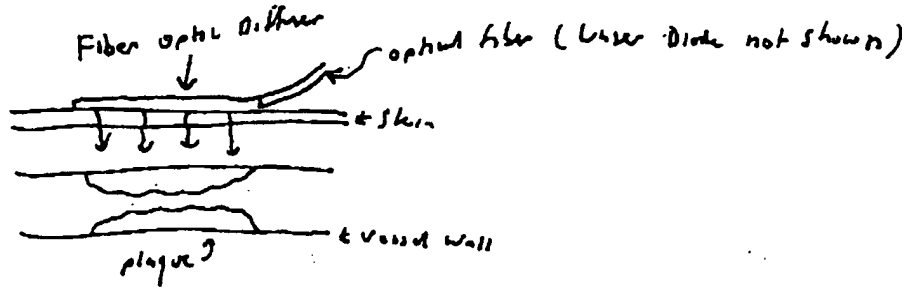 Fiber optic Diffuser
optical fiber (Laser Diode not shown)
skin
vessel wall
plaque